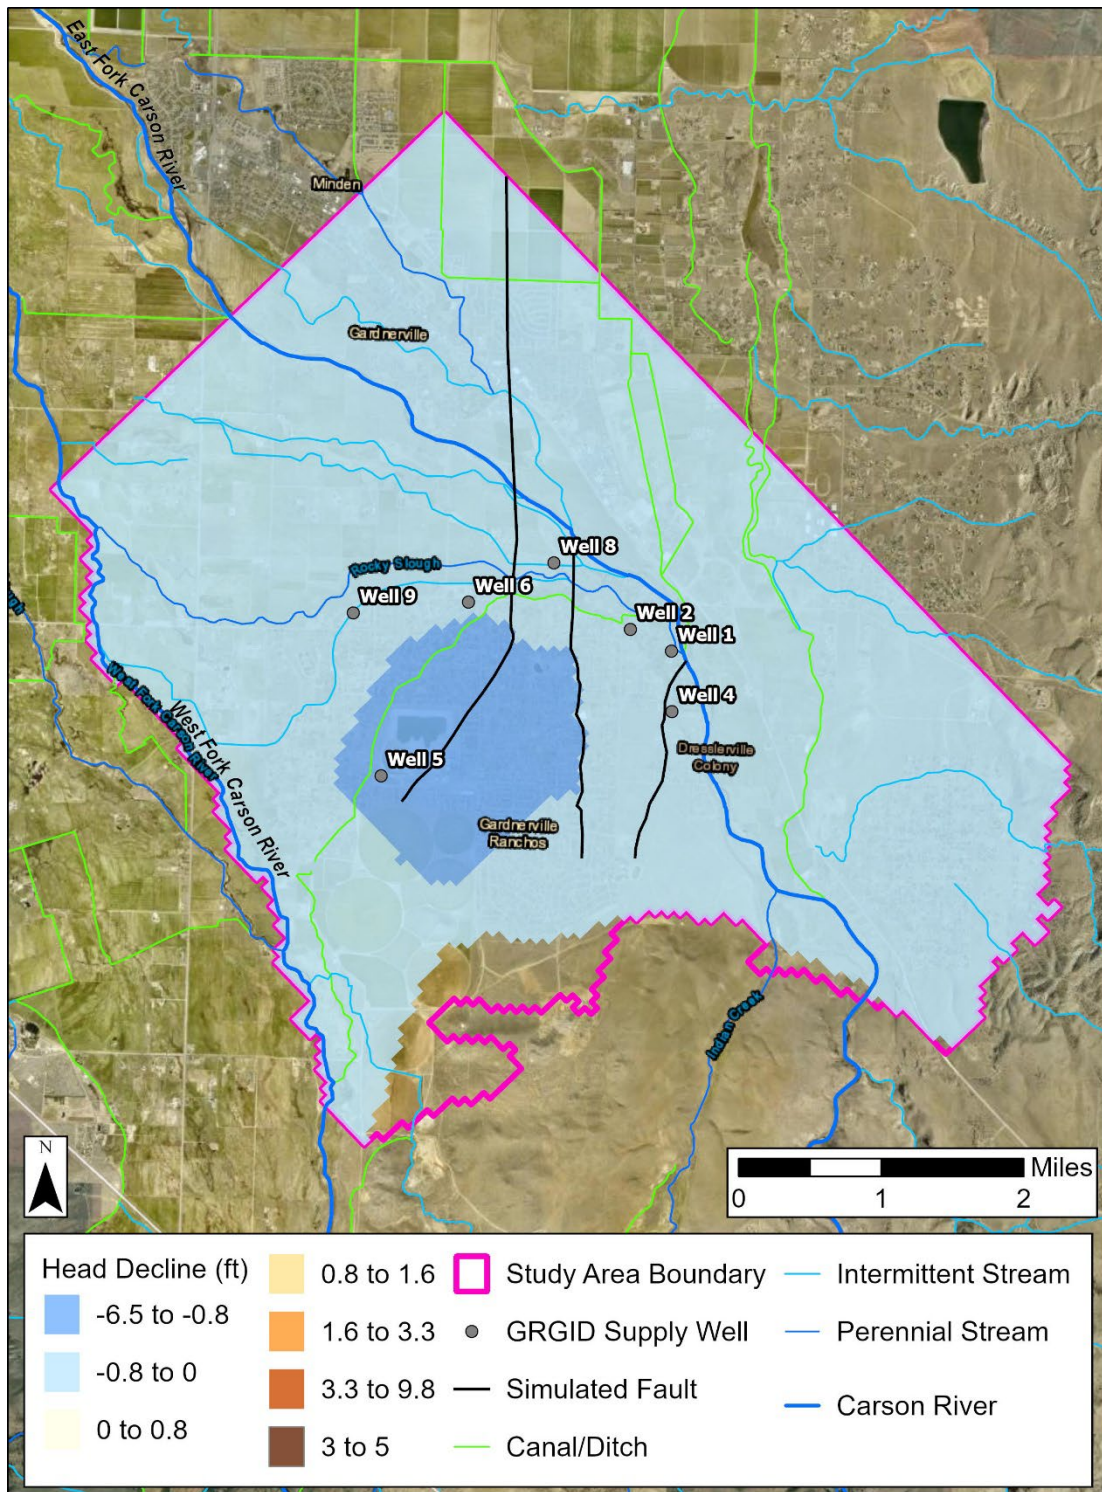 East Fork Carson River
Minden
Gardnerville
Well 8
Rocky Slough
Well 6
Well 9
Well 2
Well 1
ough
Well 4
West Fork Carson River
West Fork Carson River
Dresslerville
Colony
Well 5
Gardnerville
Ranchos
Indian Creek
N
Miles
0 1 2
Head Decline (ft)
-6.5 to -0.8
-0.8 to 0
0 to 0.8
0.8 to 1.6
1.6 to 3.3
3.3 to 9.8
3 to 5
Study Area Boundary
GRGID Supply Well
Simulated Fault
Canal/Ditch
Intermittent Stream
Perennial Stream
Carson River